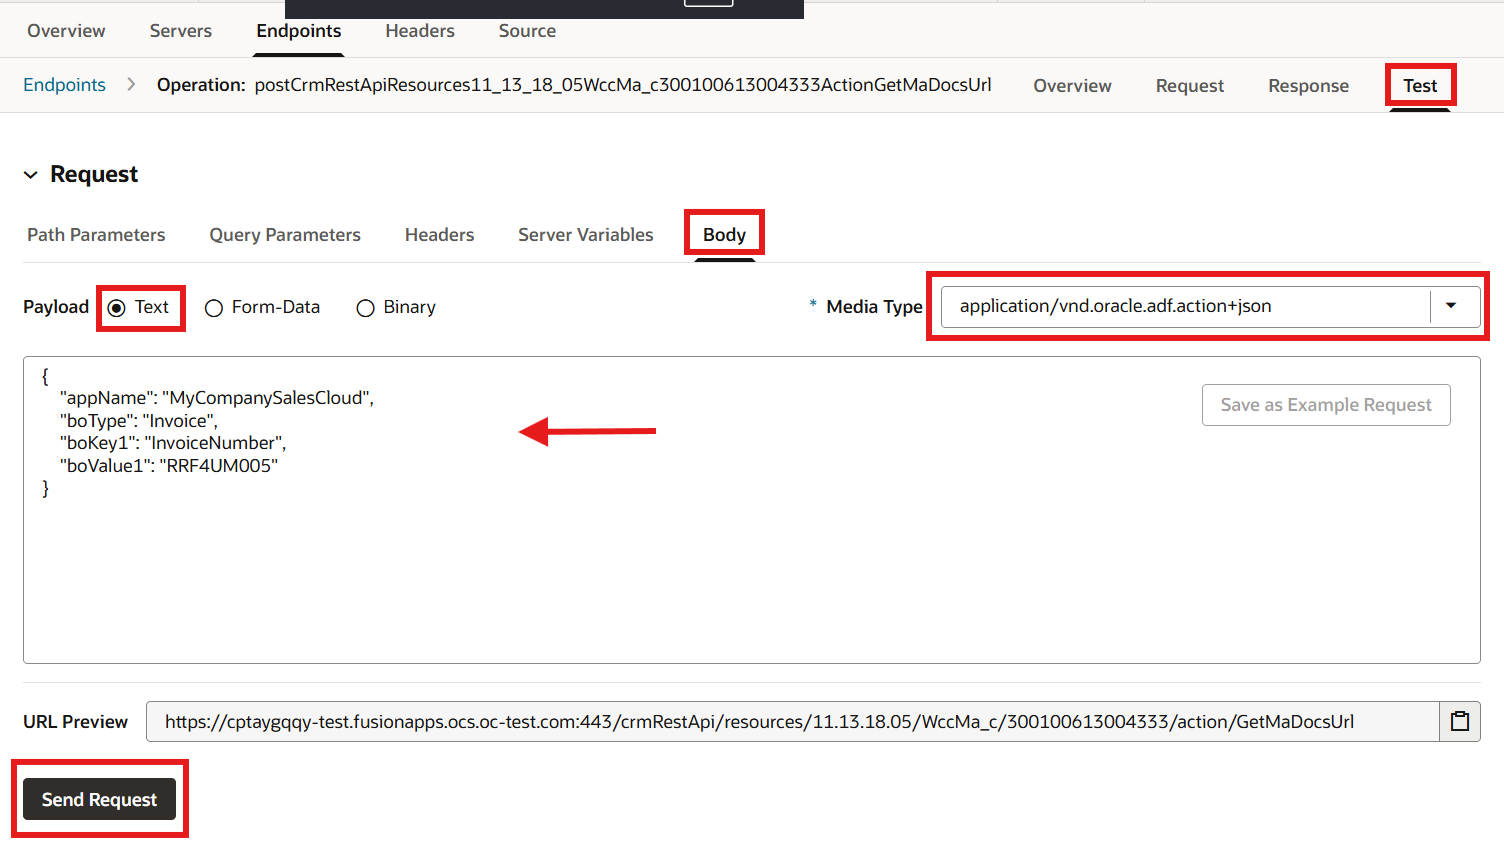 Overview Servers Endpoints Headers Source
Endpoints > Operation: postCrmRestApiResources11_13_18_05WccMa_c300100613004333ActionGetMaDocsUrl Overview Request Response Test
Request
Path Parameters Query Parameters Headers Server Variables Body
Payload Text Form-Data Binary * Media Type application/vnd.oracle.adf.action+json
{
"appName": "MyCompanySalesCloud",
Save as Example Request
"boType": "Invoice",
"boKey1": "InvoiceNumber",
"boValue1": "RRF4UM005"
}
URL Preview https://cptaygqqy-test.fusionapps.ocs.oc-test.com:443/crmRestApi/resources/11.13.18.05/WccMa_c/300100613004333/action/GetMaDocsUrl
Send Request